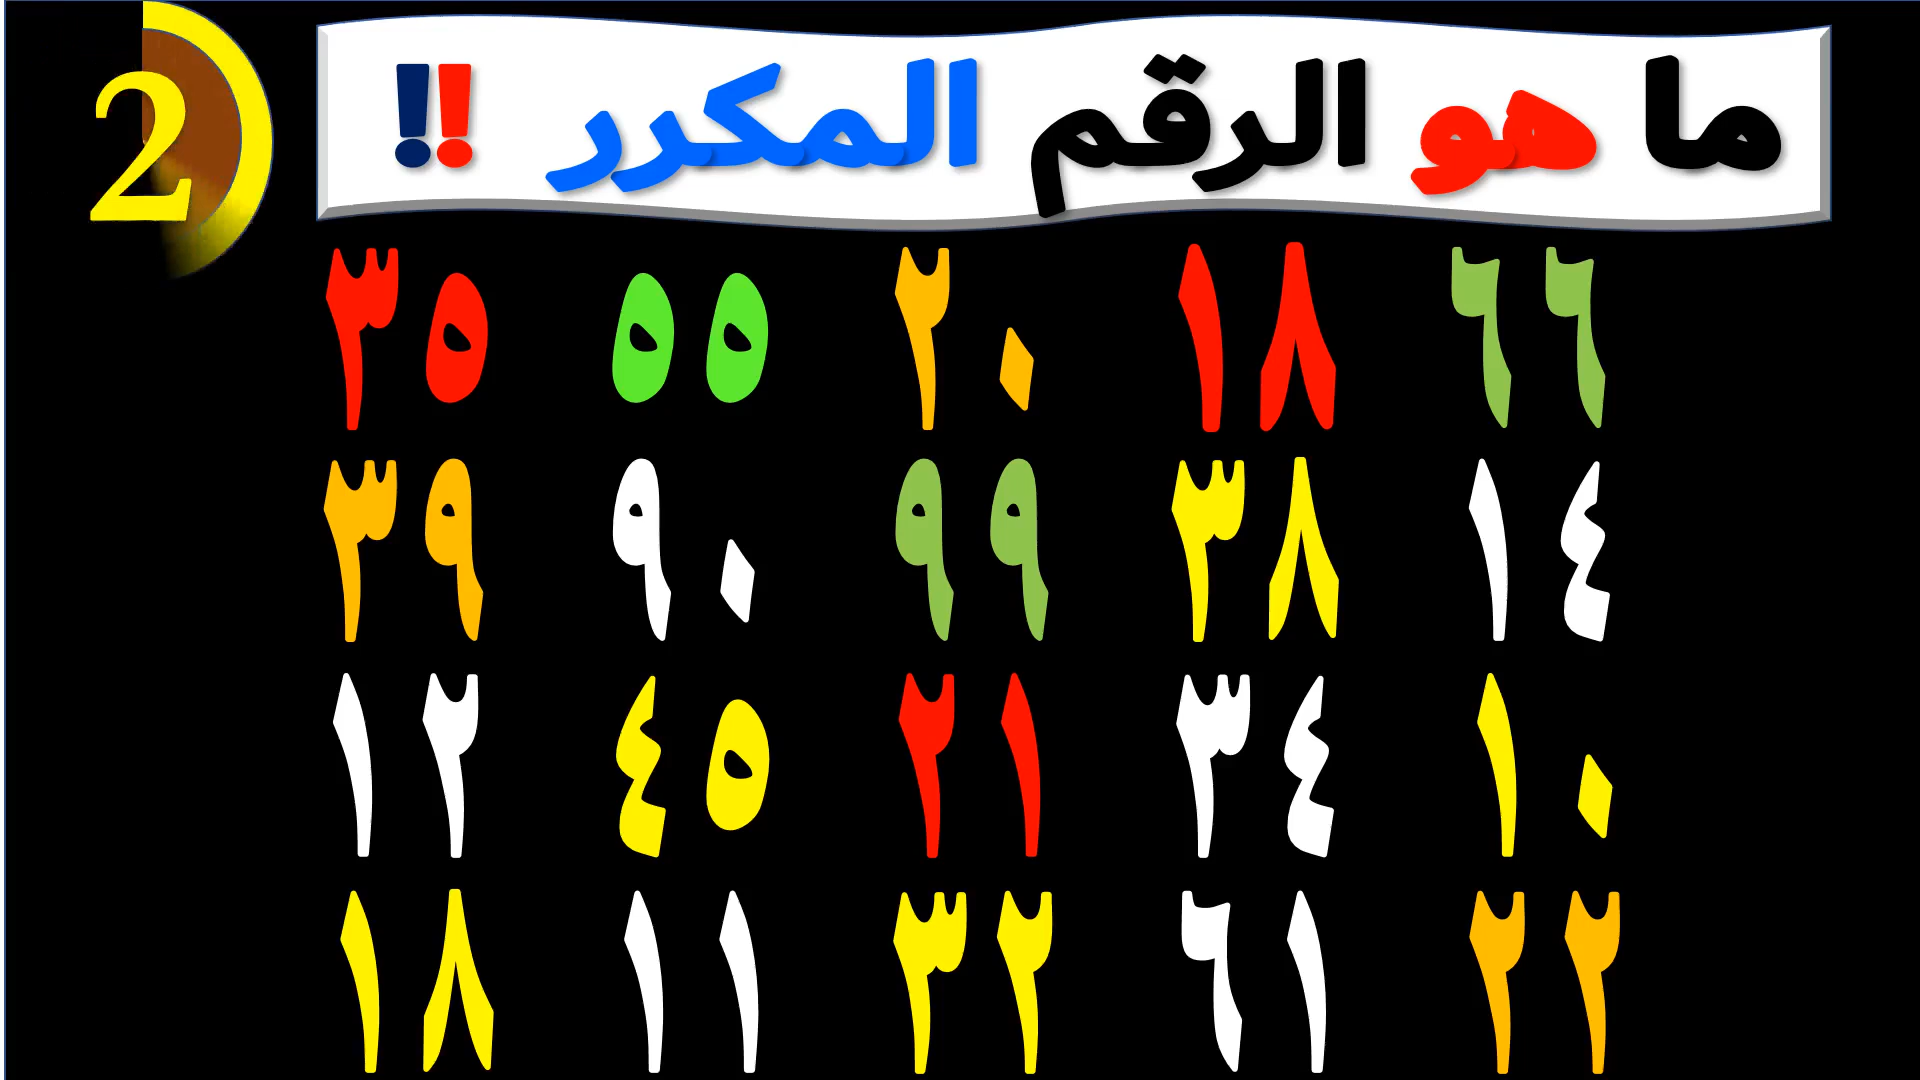 ما هو الرقم المكرر !!
2
٣٥ ٥٥ ٢٠ ١٨ ٦٦
٣٩ ٩٠ ٩٩ ٣٨ ١٤
١٢ ٤٥ ٢١ ٣٤ ١٠
١٨ ١١ ٣٢ ٦١ ٢٢